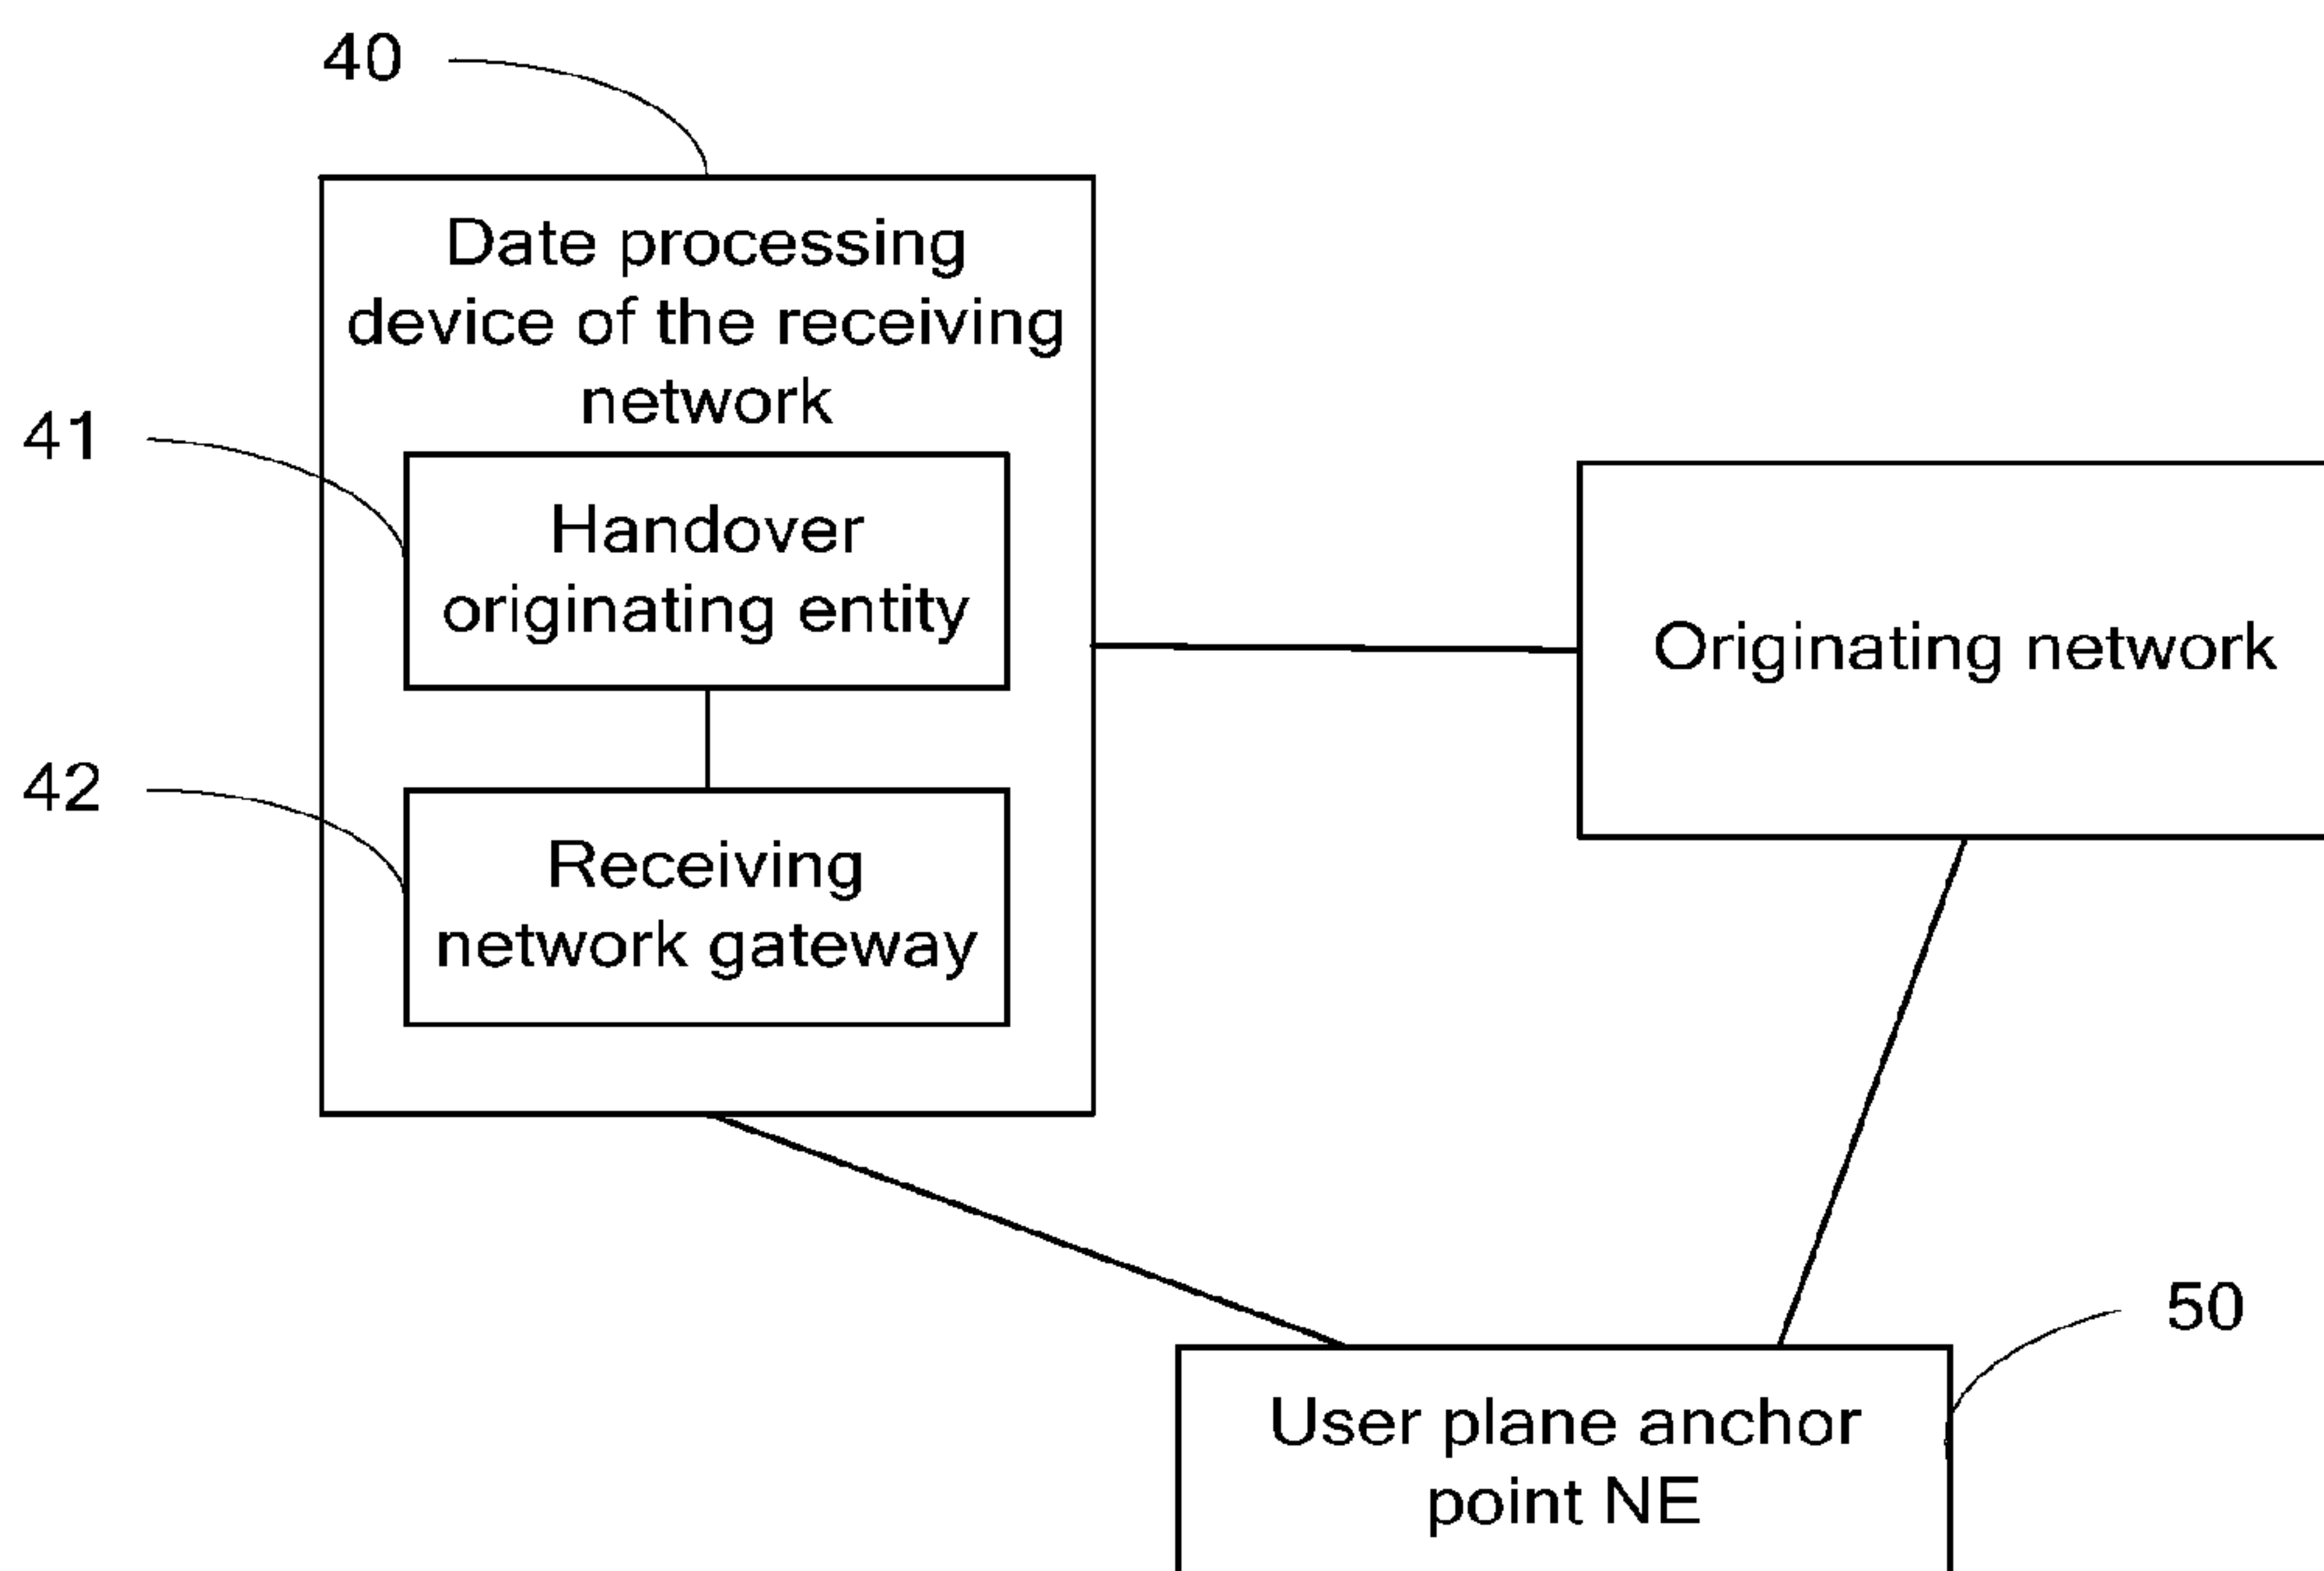 40
Date processing
device of the receiving
network
41
Handover
originating entity
Originating network
42
Receiving
network gateway
50
User plane anchor
point NE